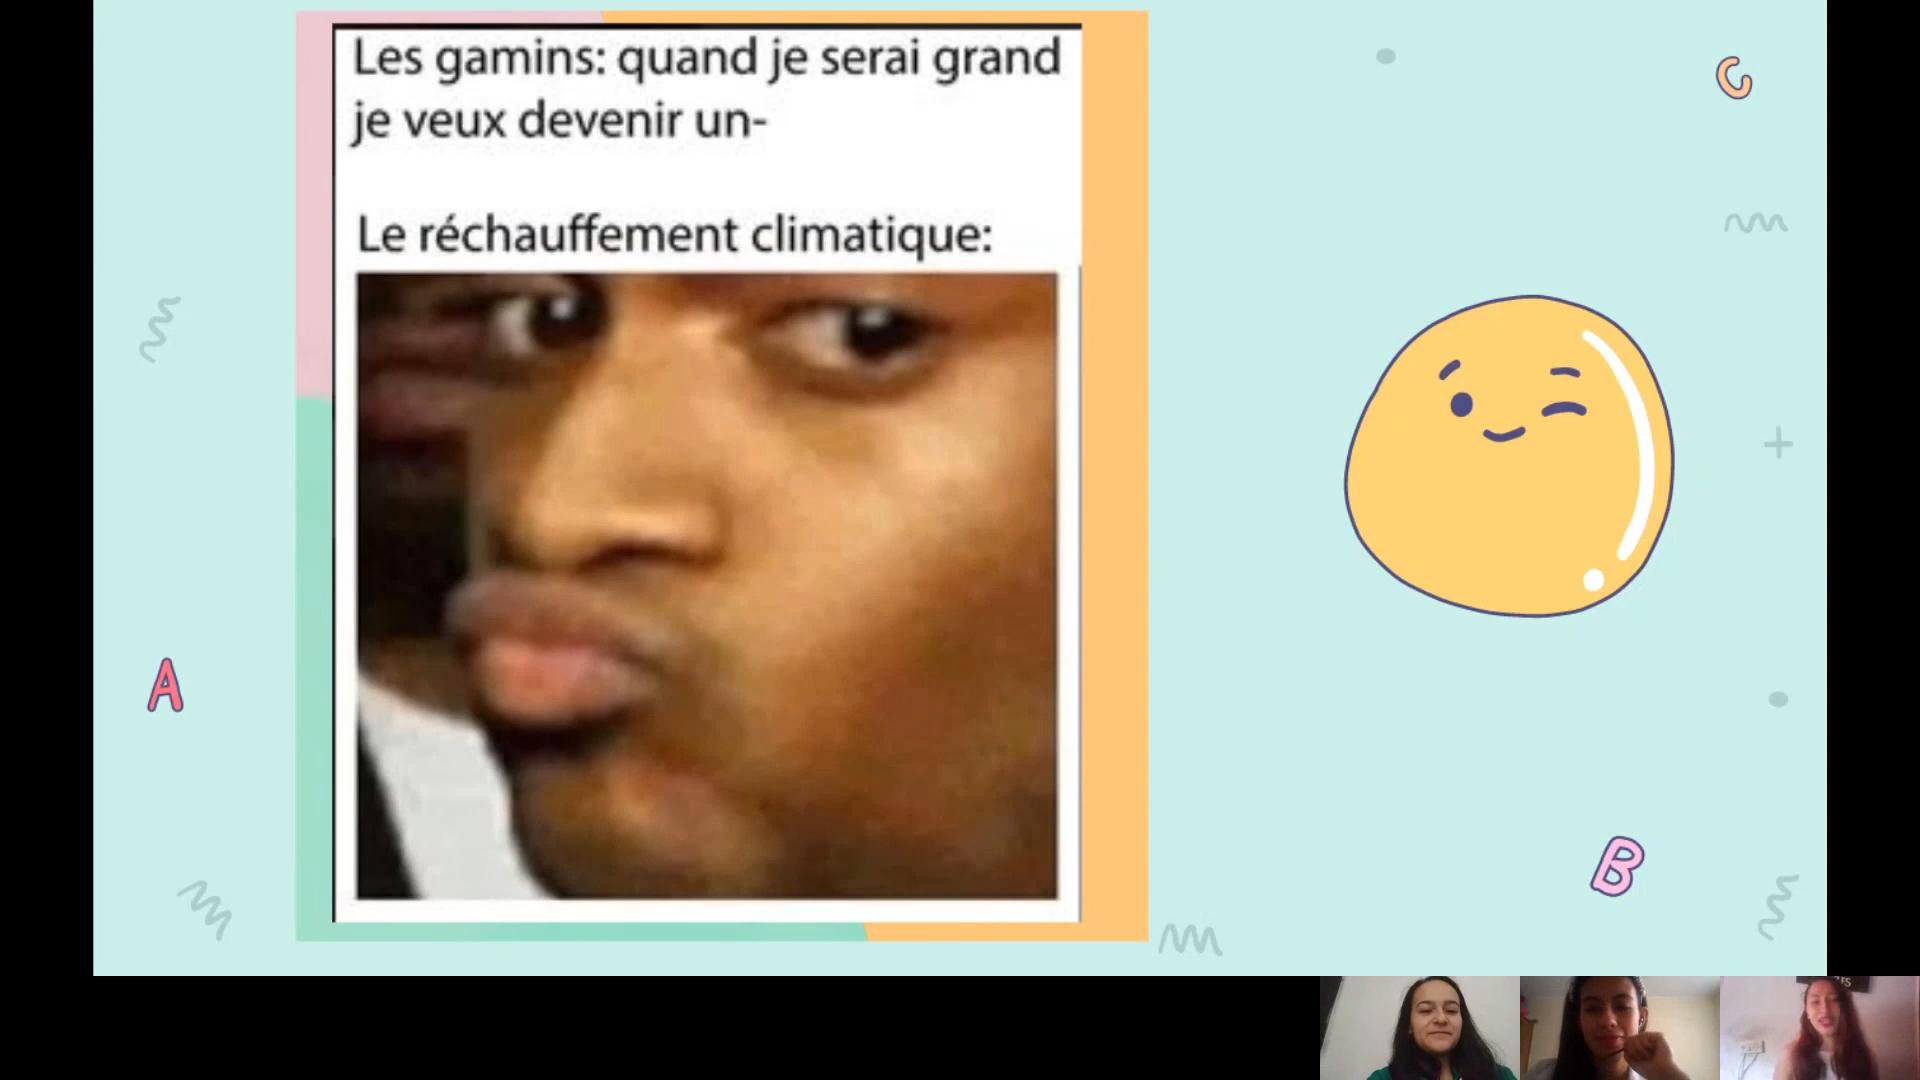 Les gamins: quand je serai grand
je veux devenir un-
Le réchauffement climatique:
C
A
B